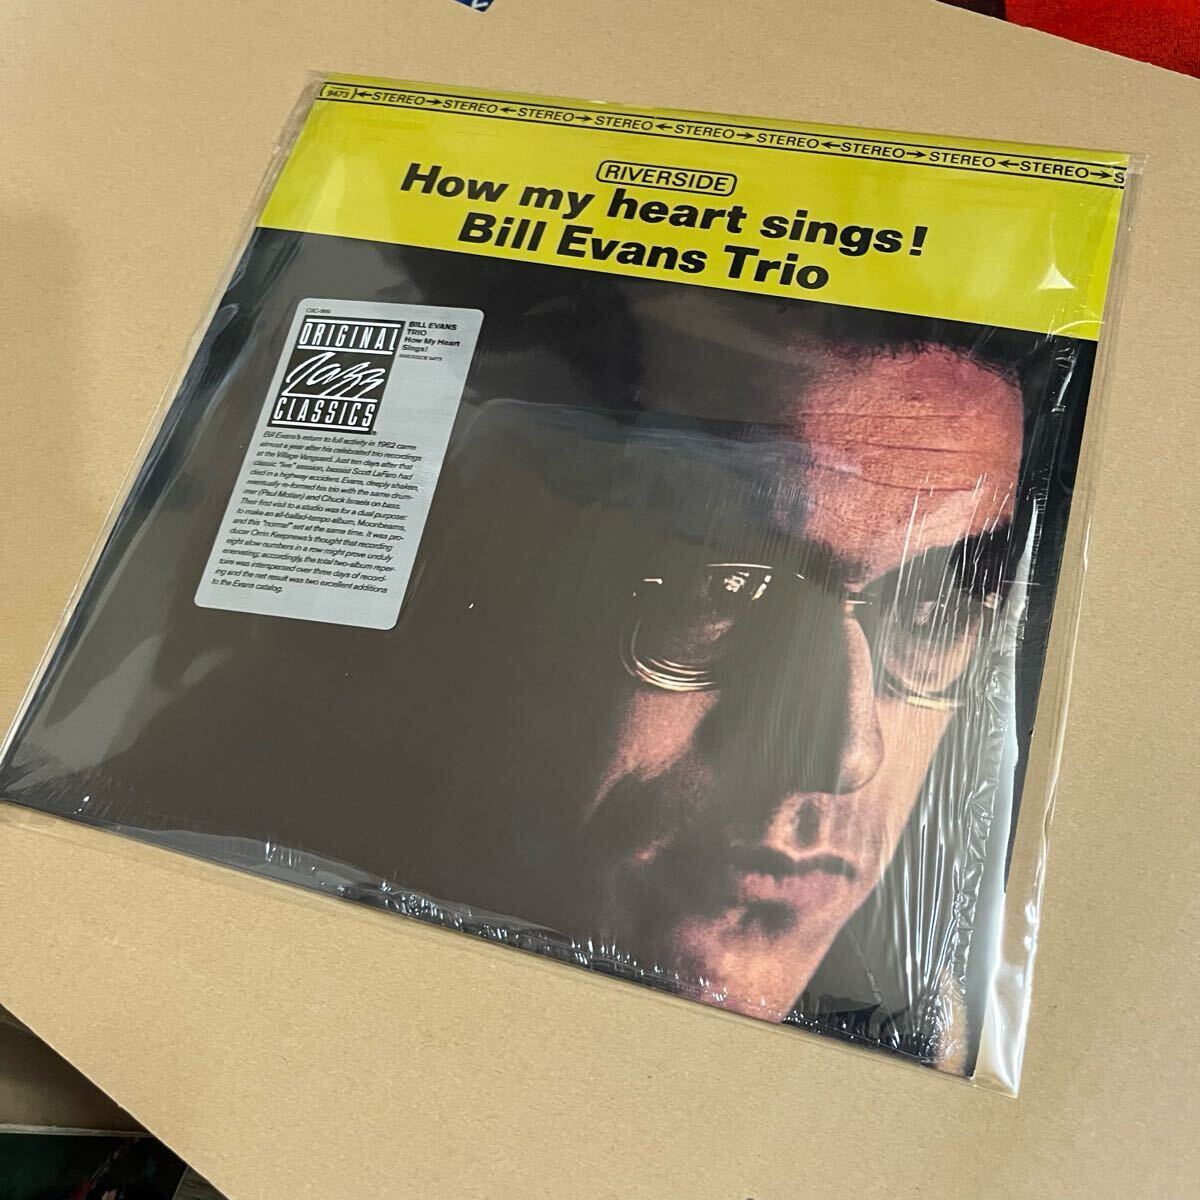 9473 ←STEREO→STEREO←STEREO→STEREO←STEREO→STEREO←STEREO→STEREO←STEREO→S
RIVERSIDE
How my heart sings!
Bill Evans Trio
ORIGINAL
Jazz
CLASSICS
BILL EVANS
TRIO
How My Heart
Sings!
RIVERSIDE 9473
Bill Evans's return to full activity in 1962 came
almost a year after his celebrated trio recordings
at the Village Vanguard. Just ten days after that
classic "live" session, bassist Scott LaFaro had
died in a highway accident. Evans, deeply shaken,
eventually re-formed his trio with the same drum-
mer (Paul Motian) and Chuck Israels on bass.
Their first visit to a studio was for a dual purpose:
to make an all-ballad-tempo album, Moonbeams,
and this "normal" set at the same time. It was pro-
ducer Orrin Keepnews's thought that recording
eight slow numbers in a row might prove unduly
enervating; accordingly, the total two-album reper-
toire was interspersed over three days of record-
ing and the net result was two excellent additions
to the Evans catalog.